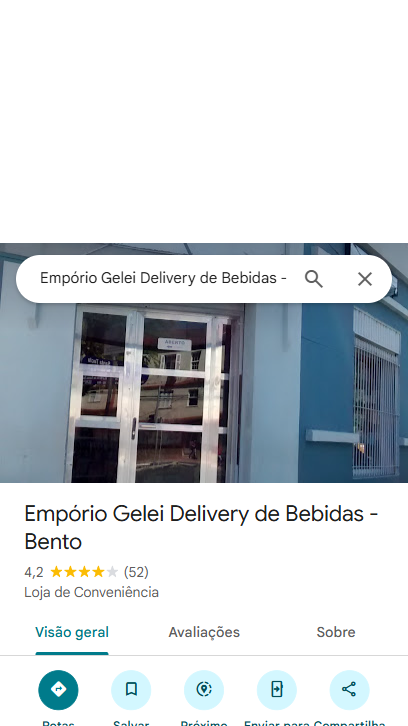 Empório Gelei Delivery de Bebidas -
ABERTO
Empório Gelei Delivery de Bebidas -
Bento
4,2 (52)
Loja de Conveniência
Visão geral Avaliações Sobre
Rotas Salvar Próximo Enviar para Compartilha